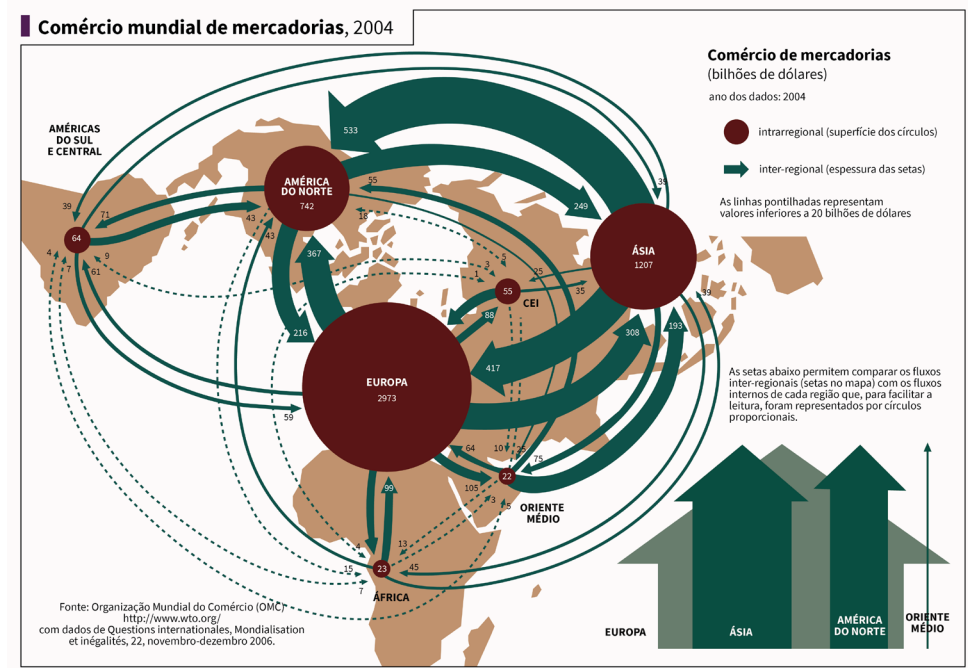 Comércio mundial de mercadorias, 2004
Comércio de mercadorias
(bilhões de dólares)
ano dos dados: 2004
intrarregional (superfície dos círculos)
inter-regional (espessura das setas)
As linhas pontilhadas representam
valores inferiores a 20 bilhões de dólares
AMÉRICAS
DO SUL
E CENTRAL
533
AMÉRICA
DO NORTE
742
55
39
39
71
43
18
249
64
43
4
7
9
61
367
5
3
1
25
ÁSIA
1207
55
35
CEI
39
88
216
308
193
417
EUROPA
2973
59
As setas abaixo permitem comparar os fluxos
inter-regionais (setas no mapa) com os fluxos
internos de cada região que, para facilitar a
leitura, foram representados por círculos
proporcionais.
64
10
75
22
105
3
5
99
ORIENTE
MÉDIO
4
13
15
23
45
7
ÁFRICA
Fonte: Organização Mundial do Comércio (OMC)
http://www.wto.org/
com dados de Questions internationales, Mondialisation
et inégalités, 22, novembro-dezembro 2006.
EUROPA
ÁSIA
AMÉRICA
DO NORTE
ORIENTE
MÉDIO